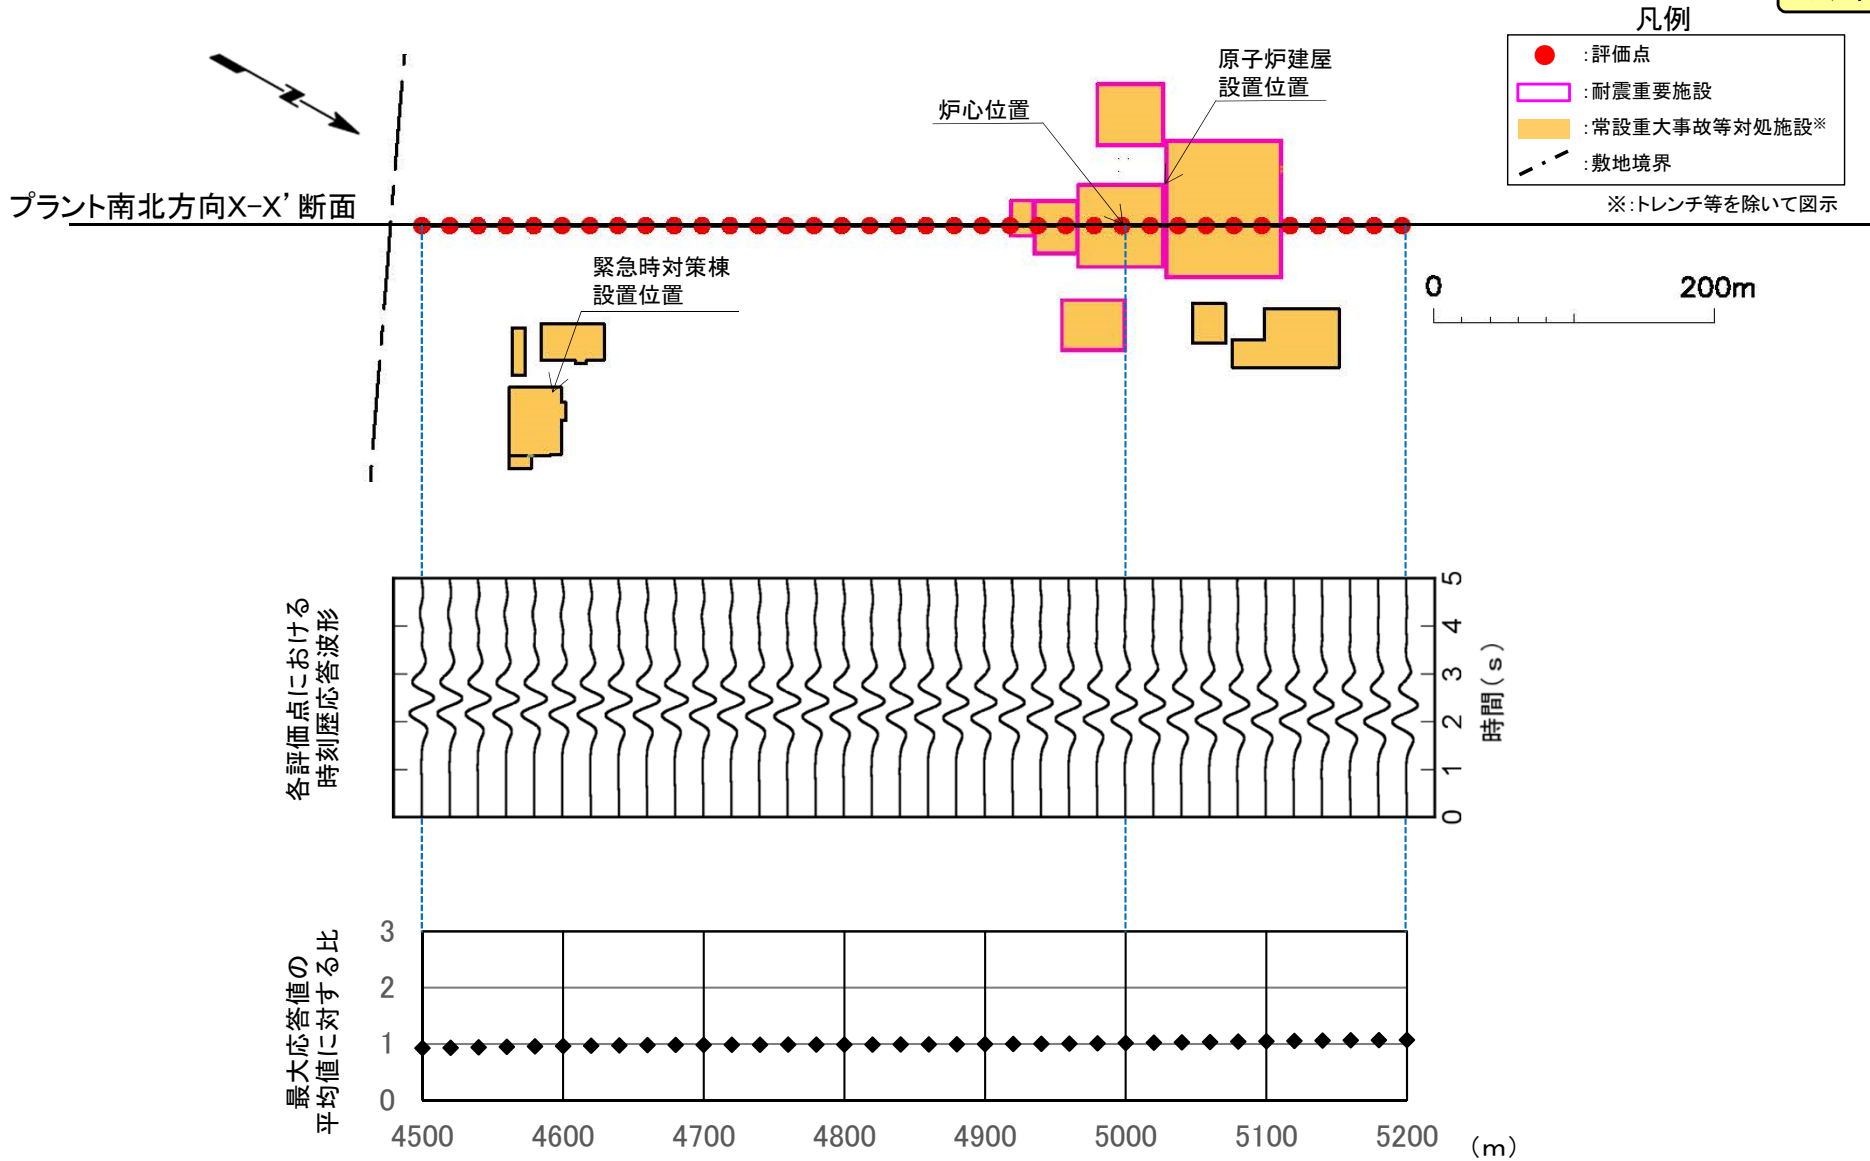 凡例
:評価点
:耐震重要施設
:常設重大事故等対処施設※
:敷地境界
※:トレンチ等を除いて図示
原子炉建屋
設置位置
炉心位置
プラント南北方向X-X’断面
緊急時対策棟
設置位置
0 200m
各評価点における
時刻歴応答波形
5
4
3
2
1
0
時間(s)
最大応答値の
平均値に対する比
3
2
1
0
4500 4600 4700 4800 4900 5000 5100 5200 (m)